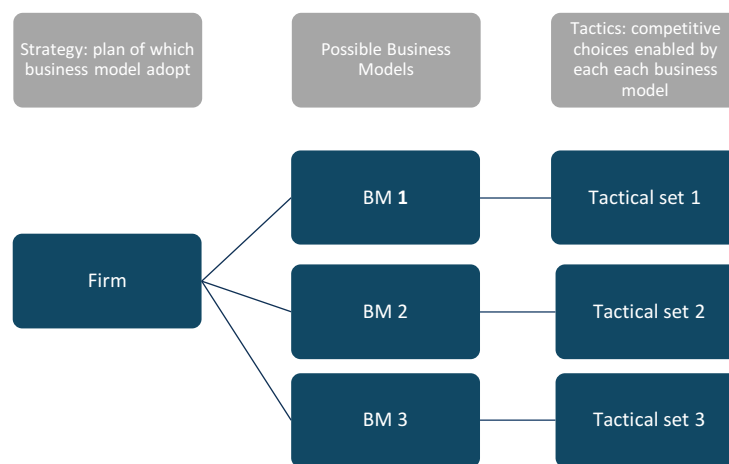 Strategy: plan of which
business model adopt
Possible Business
Models
Tactics: competitive
choices enabled by
each each business
model
Firm
BM 1
Tactical set 1
BM 2
Tactical set 2
BM 3
Tactical set 3